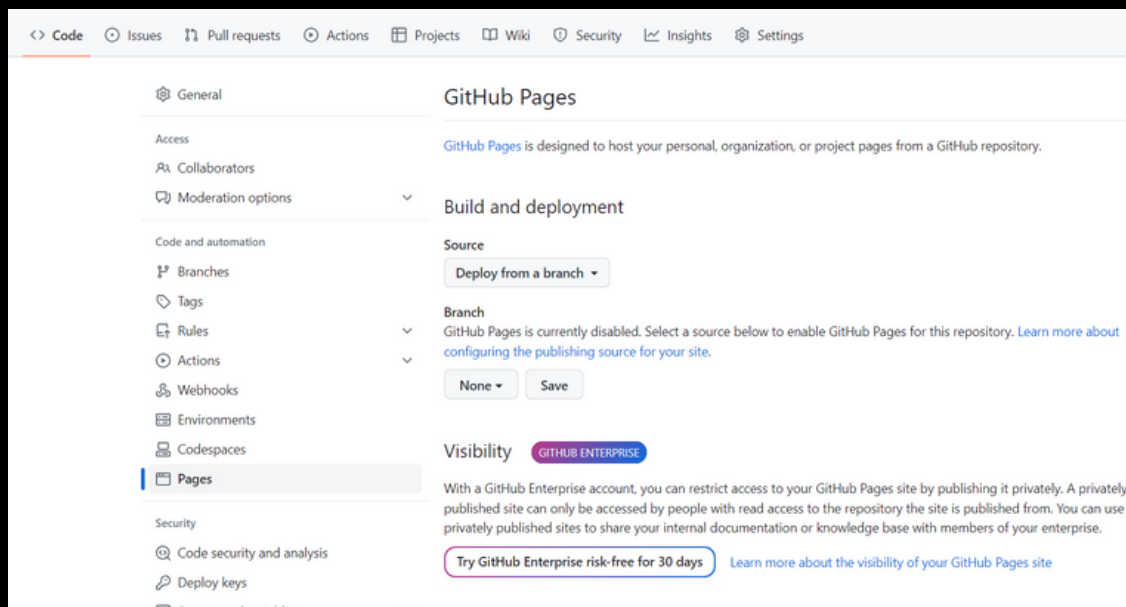 Code Issues Pull requests Actions Projects Wiki Security Insights Settings
General
Access
Collaborators
Moderation options
Code and automation
Branches
Tags
Rules
Actions
Webhooks
Environments
Codespaces
Pages
Security
Code security and analysis
Deploy keys
GitHub Pages
GitHub Pages is designed to host your personal, organization, or project pages from a GitHub repository.
Build and deployment
Source
Deploy from a branch
Branch
GitHub Pages is currently disabled. Select a source below to enable GitHub Pages for this repository. Learn more about
configuring the publishing source for your site.
None Save
Visibility GITHUB ENTERPRISE
With a GitHub Enterprise account, you can restrict access to your GitHub Pages site by publishing it privately. A privately
published site can only be accessed by people with read access to the repository the site is published from. You can use
privately published sites to share your internal documentation or knowledge base with members of your enterprise.
Try GitHub Enterprise risk-free for 30 days Learn more about the visibility of your GitHub Pages site